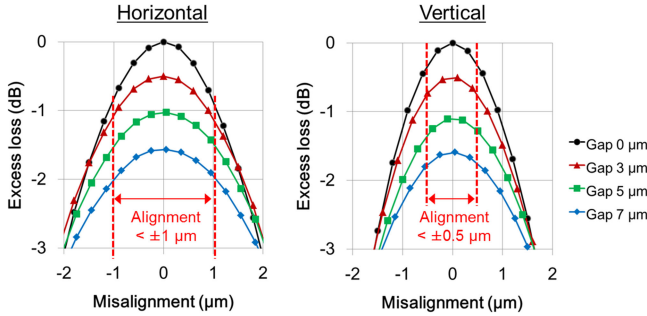 Horizontal
Excess loss (dB)
0
-1
-2
-3
Alignment
< ±1 µm
-2
-1
0
1
2
Misalignment (µm)
Vertical
Excess loss (dB)
0
-1
-2
-3
Alignment
< ±0.5 µm
-2
-1
0
1
2
Misalignment (µm)
Gap 0 µm
Gap 3 µm
Gap 5 µm
Gap 7 µm